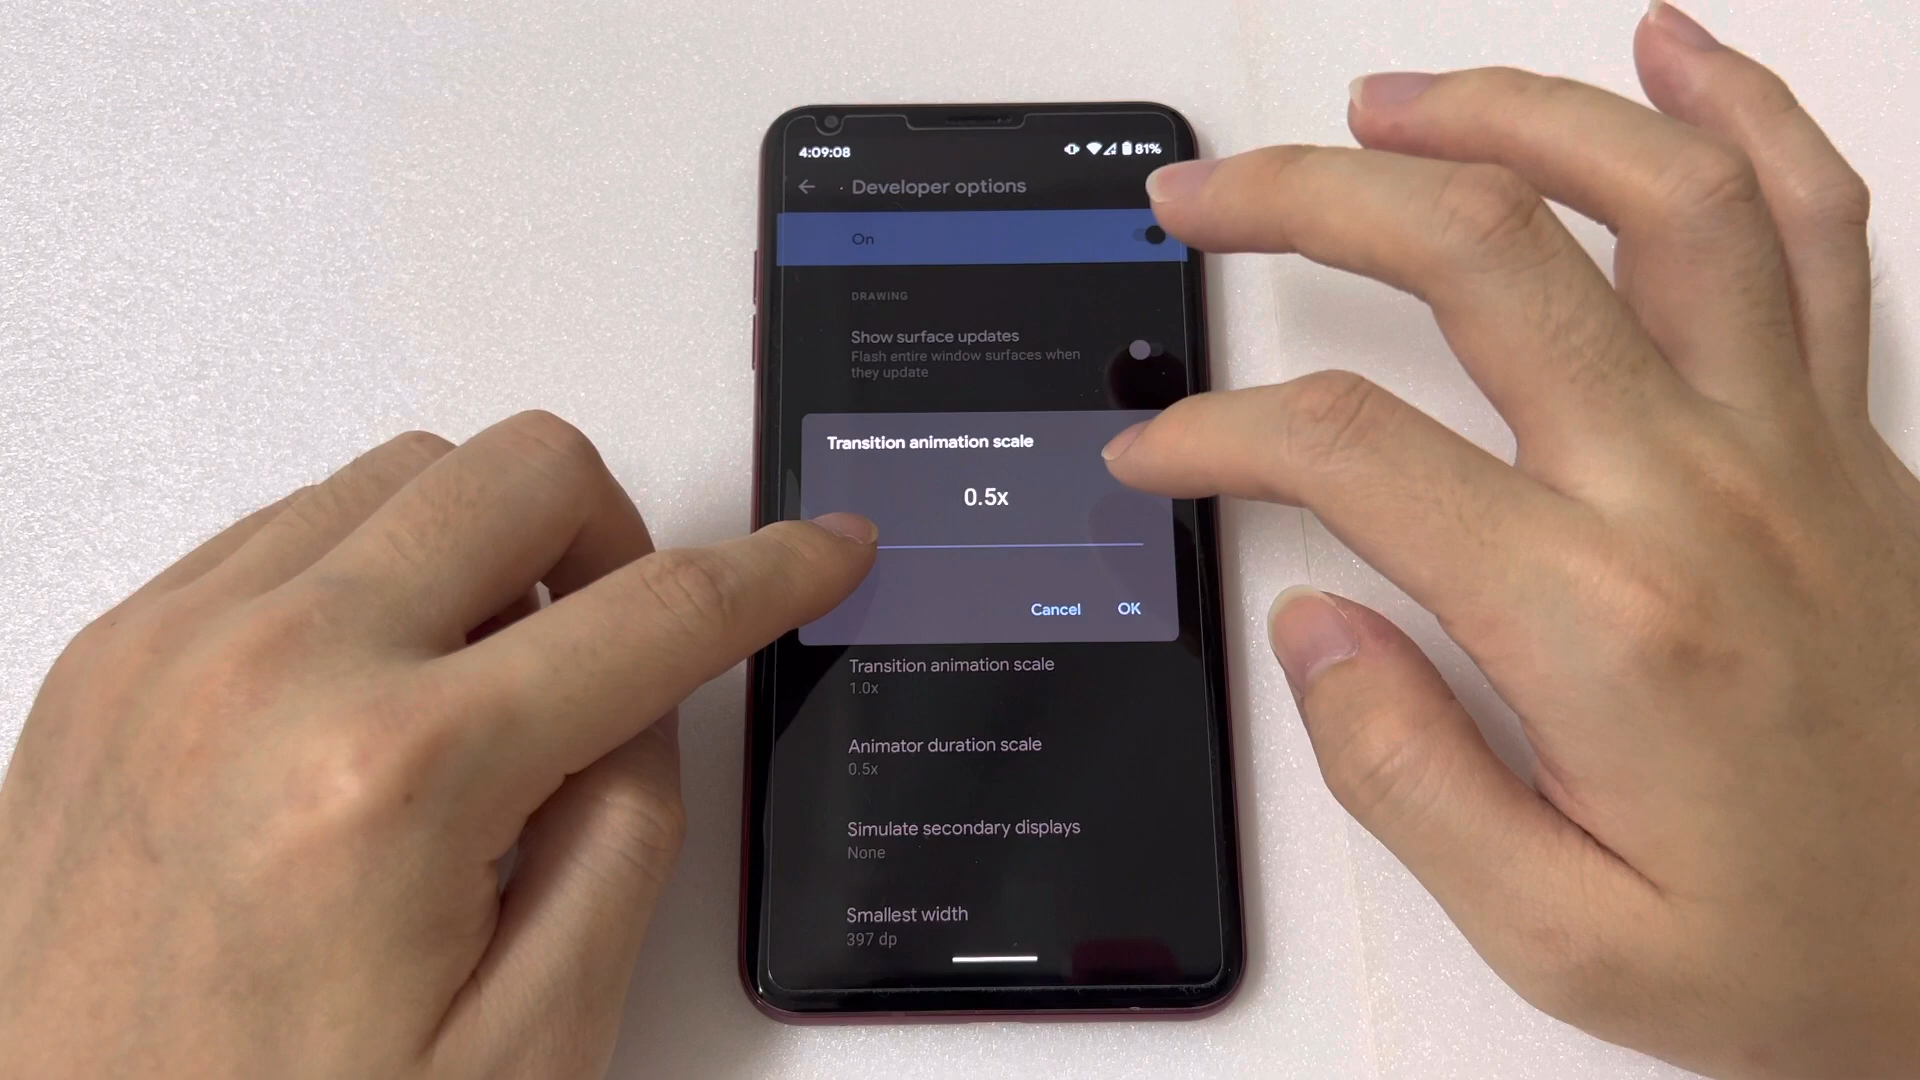 4:09:08
81%
Developer options
On
DRAWING
Show surface updates
Flash entire window surfaces when
they update
Transition animation scale
0.5x
Cancel OK
Transition animation scale
1.0x
Animator duration scale
0.5x
Simulate secondary displays
None
Smallest width
397 dp